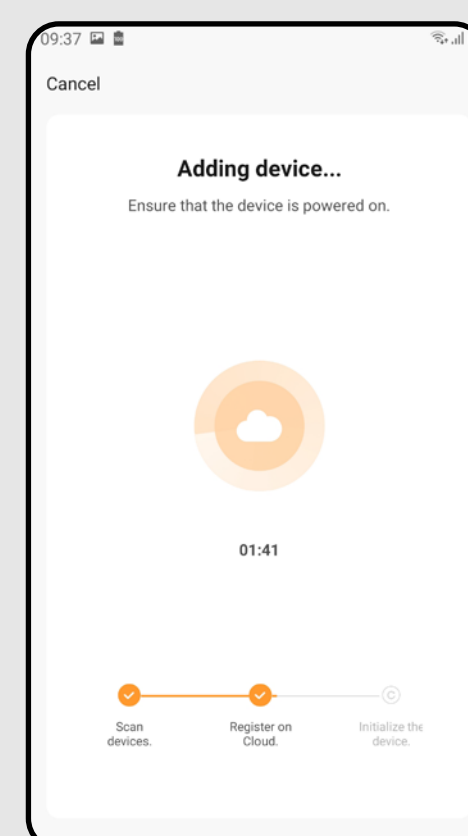 09:37
Cancel
Adding device...
Ensure that the device is powered on.
01:41
Scan
devices.
Register on
Cloud.
Initialize the
device.